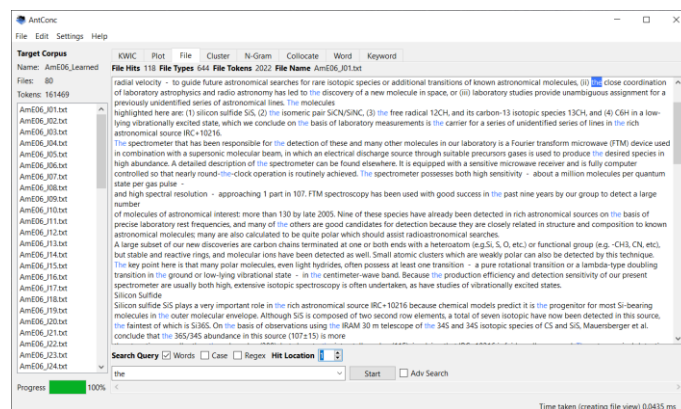 AntConc
File Edit Settings Help
Target Corpus
Name: AmE06_Learned
Files: 80
Tokens: 161469
AmE06_J01.txt
AmE06_J02.txt
AmE06_J03.txt
AmE06_J04.txt
AmE06_J05.txt
AmE06_J06.txt
AmE06_J07.txt
AmE06_J08.txt
AmE06_J09.txt
AmE06_J10.txt
AmE06_J11.txt
AmE06_J12.txt
AmE06_J13.txt
AmE06_J14.txt
AmE06_J15.txt
AmE06_J16.txt
AmE06_J17.txt
AmE06_J18.txt
AmE06_J19.txt
AmE06_J20.txt
AmE06_J21.txt
AmE06_J22.txt
AmE06_J23.txt
AmE06_J24.txt
Progress 100%
KWIC Plot File Cluster N-Gram Collocate Word Keyword
File Hits 118 File Types 644 File Tokens 2022 File Name AmE06_J01.txt
radial velocity - to guide future astronomical searches for rare isotopic species or additional transitions of known astronomical molecules, (ii) the close coordination
of laboratory astrophysics and radio astronomy has led to the discovery of a new molecule in space, or (iii) laboratory studies provide unambiguous assignment for a
previously unidentified series of astronomical lines. The molecules
highlighted here are: (1) silicon sulfide SiS, (2) the isomeric pair SiCN/SiNC, (3) the free radical 12CH, and its carbon-13 isotopic species 13CH, and (4) C6H in a low-
lying vibrationally excited state, which we conclude on the basis of laboratory measurements is the carrier for a series of unidentified series of lines in the rich
astronomical source IRC+10216.
The spectrometer that has been responsible for the detection of these and many other molecules in our laboratory is a Fourier transform microwave (FTM) device used
in combination with a supersonic molecular beam, in which an electrical discharge source through suitable precursors gases is used to produce the desired species in
high abundance. A detailed description of the spectrometer can be found elsewhere. It is equipped with a sensitive microwave receiver and is fully computer
controlled so that nearly round-the-clock operation is routinely achieved. The spectrometer possesses both high sensitivity - about a million molecules per quantum
state per gas pulse -
and high spectral resolution - approaching 1 part in 107. FTM spectroscopy has been used with good success in the past nine years by our group to detect a large
number
of molecules of astronomical interest: more than 130 by late 2005. Nine of these species have already been detected in rich astronomical sources on the basis of
precise laboratory rest frequencies, and many of the others are good candidates for detection because they are closely related in structure and composition to known
astronomical molecules; many are also calculated to be quite polar which should assist radioastronomical searches.
A large subset of our new discoveries are carbon chains terminated at one or both ends with a heteroatom (e.g.Si, S, O, etc.) or functional group (e.g. -CH3, CN, etc),
but stable and reactive rings, and molecular ions have been detected as well. Small atomic clusters which are weakly polar can also be detected by this technique.
The key point here is that many polar molecules, even light hydrides, often possess at least one transition - a pure rotational transition or a lambda-type doubling
transition in the ground or low-lying vibrational state - in the centimeter-wave band. Because the production efficiency and detection sensitivity of our present
spectrometer are usually both high, extensive isotopic spectroscopy is often undertaken, as have studies of vibrationally excited states.
Silicon Sulfide
Silicon sulfide SiS plays a very important role in the rich astronomical source IRC+10216 because chemical models predict it is the progenitor for most Si-bearing
molecules in the outer molecular envelope. Although SiS is composed of two second row elements, a total of seven isotopic have now been detected in this source,
the faintest of which is Si36S. On the basis of observations using the IRAM 30 m telescope of the 34S and 34S isotopic species of CS and SiS, Mauersberger et al.
conclude that the 36S/34S abundance in this source (107±15) is more
Search Query Words Case Regex Hit Location 1
the Start Adv Search
Time taken (creating file view) 0.0435 ms